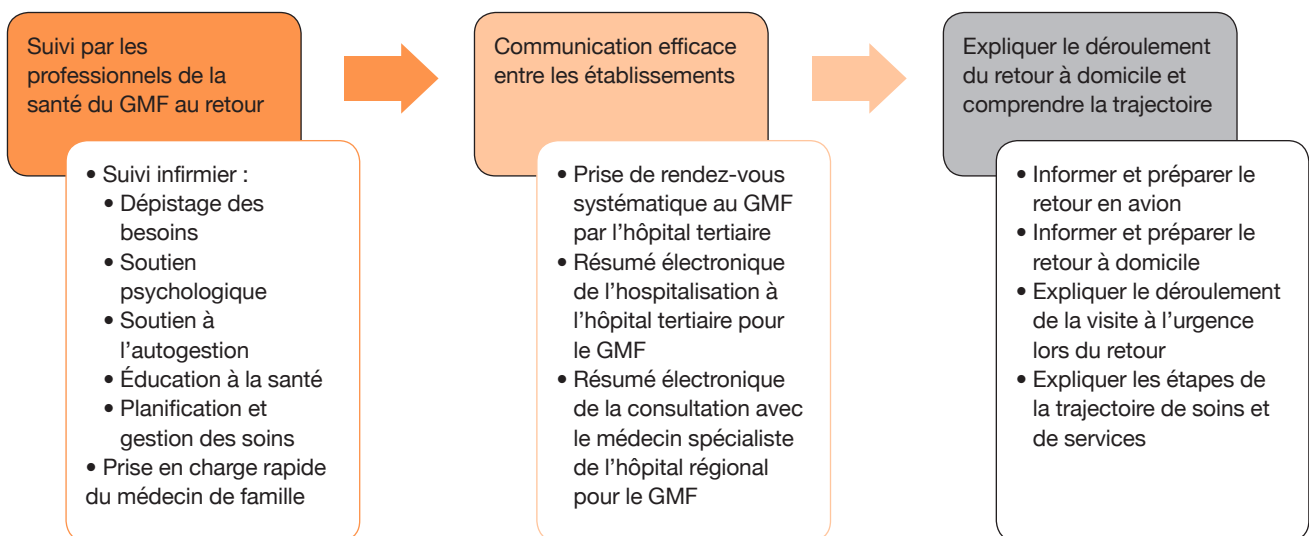 Suivi par les
professionnels de la
santé du GMF au retour
• Suivi infirmier :
• Dépistage des
besoins
• Soutien
psychologique
• Soutien à
l’autogestion
• Éducation à la santé
• Planification et
gestion des soins
• Prise en charge rapide
du médecin de famille
Communication efficace
entre les établissements
• Prise de rendez-vous
systématique au GMF
par l’hôpital tertiaire
• Résumé électronique
de l’hospitalisation à
l’hôpital tertiaire pour
le GMF
• Résumé électronique
de la consultation avec
le médecin spécialiste
de l’hôpital régional
pour le GMF
Expliquer le déroulement
du retour à domicile et
comprendre la trajectoire
• Informer et préparer le
retour en avion
• Informer et préparer le
retour à domicile
• Expliquer le déroulement
de la visite à l’urgence
lors du retour
• Expliquer les étapes de
la trajectoire de soins et
de services